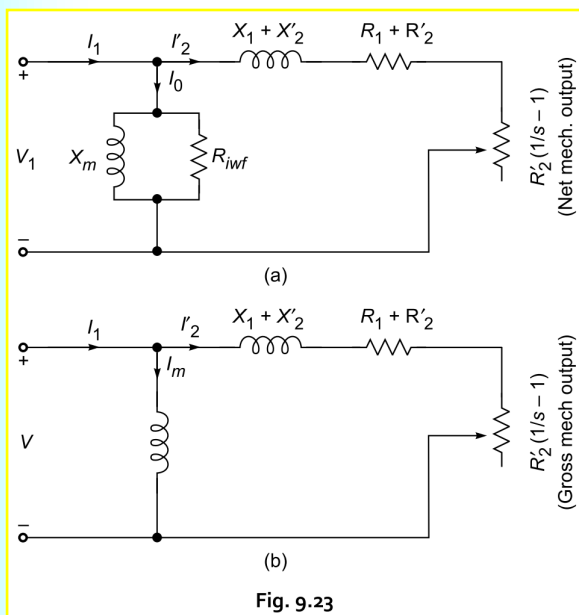 I₁ I′₂ X₁ + X′₂ R₁ + R′₂
+
I₀
V₁ Xₘ R_iwf
R′₂ (1/s – 1)
(Net mech. output)
–
(a)
I₁ I′₂ X₁ + X′₂ R₁ + R′₂
+
Iₘ
V
R′₂ (1/s – 1)
(Gross mech output)
–
(b)
Fig. 9.23